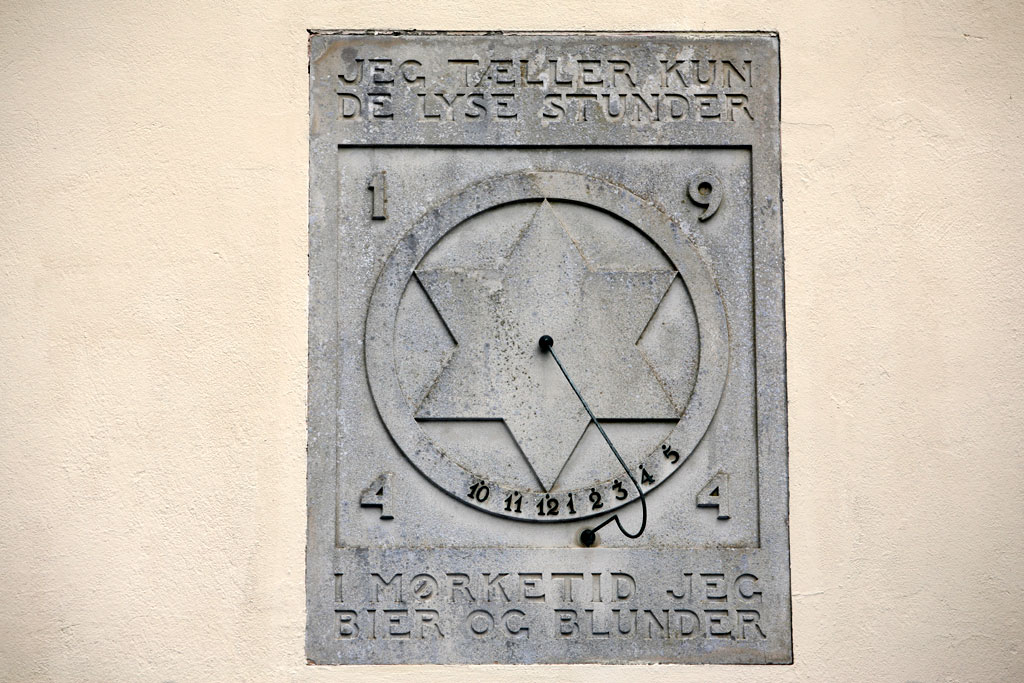 JEG TÆLLER KUN
DE LYSE STUNDER
1 9
10 11 12 1 2 3 4 5
4 4
I MØRKETID JEG
BIER OG BLUNDER